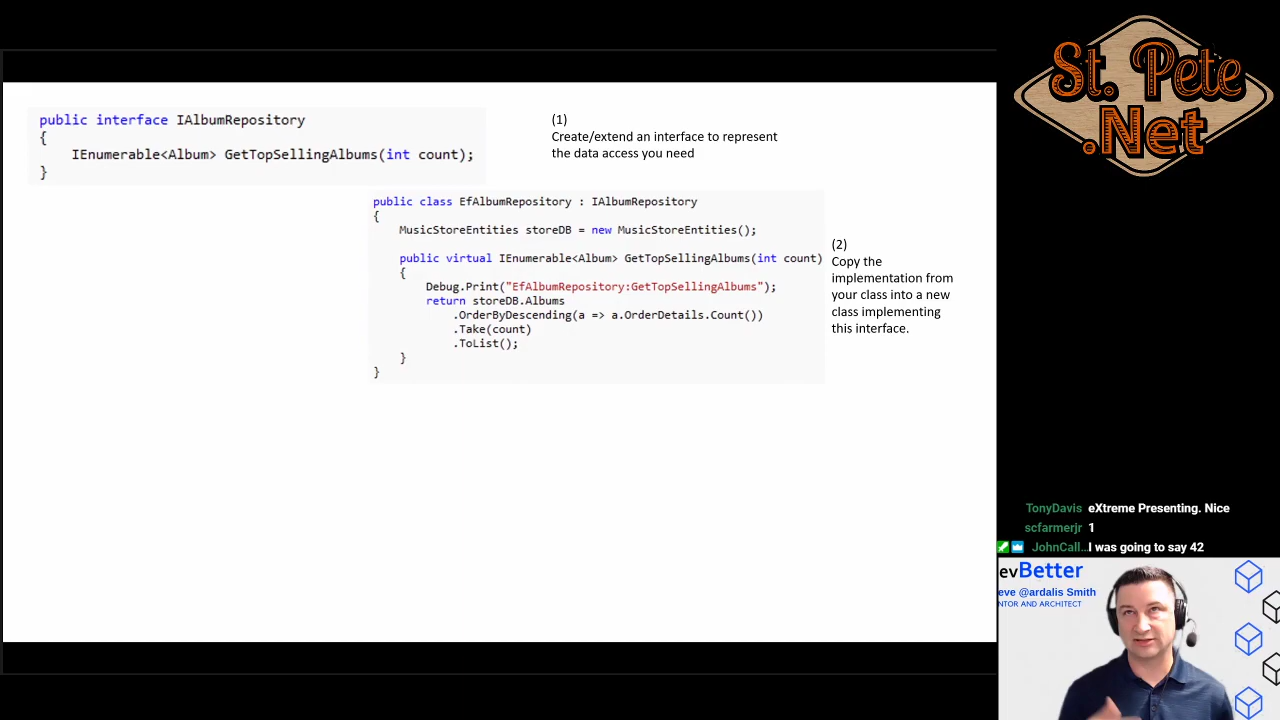 public interface IAlbumRepository
{
IEnumerable<Album> GetTopSellingAlbums(int count);
}
(1)
Create/extend an interface to represent
the data access you need
public class EfAlbumRepository : IAlbumRepository
{
MusicStoreEntities storeDB = new MusicStoreEntities();
public virtual IEnumerable<Album> GetTopSellingAlbums(int count)
{
Debug.Print("EfAlbumRepository:GetTopSellingAlbums");
return storeDB.Albums
.OrderByDescending(a => a.OrderDetails.Count())
.Take(count)
.ToList();
}
}
(2)
Copy the
implementation from
your class into a new
class implementing
this interface.
St. Pete
.Net
TonyDavis eXtreme Presenting. Nice
scfarmerjr 1
JohnCall... I was going to say 42
evBetter
eve @ardalis Smith
NTOR AND ARCHITECT